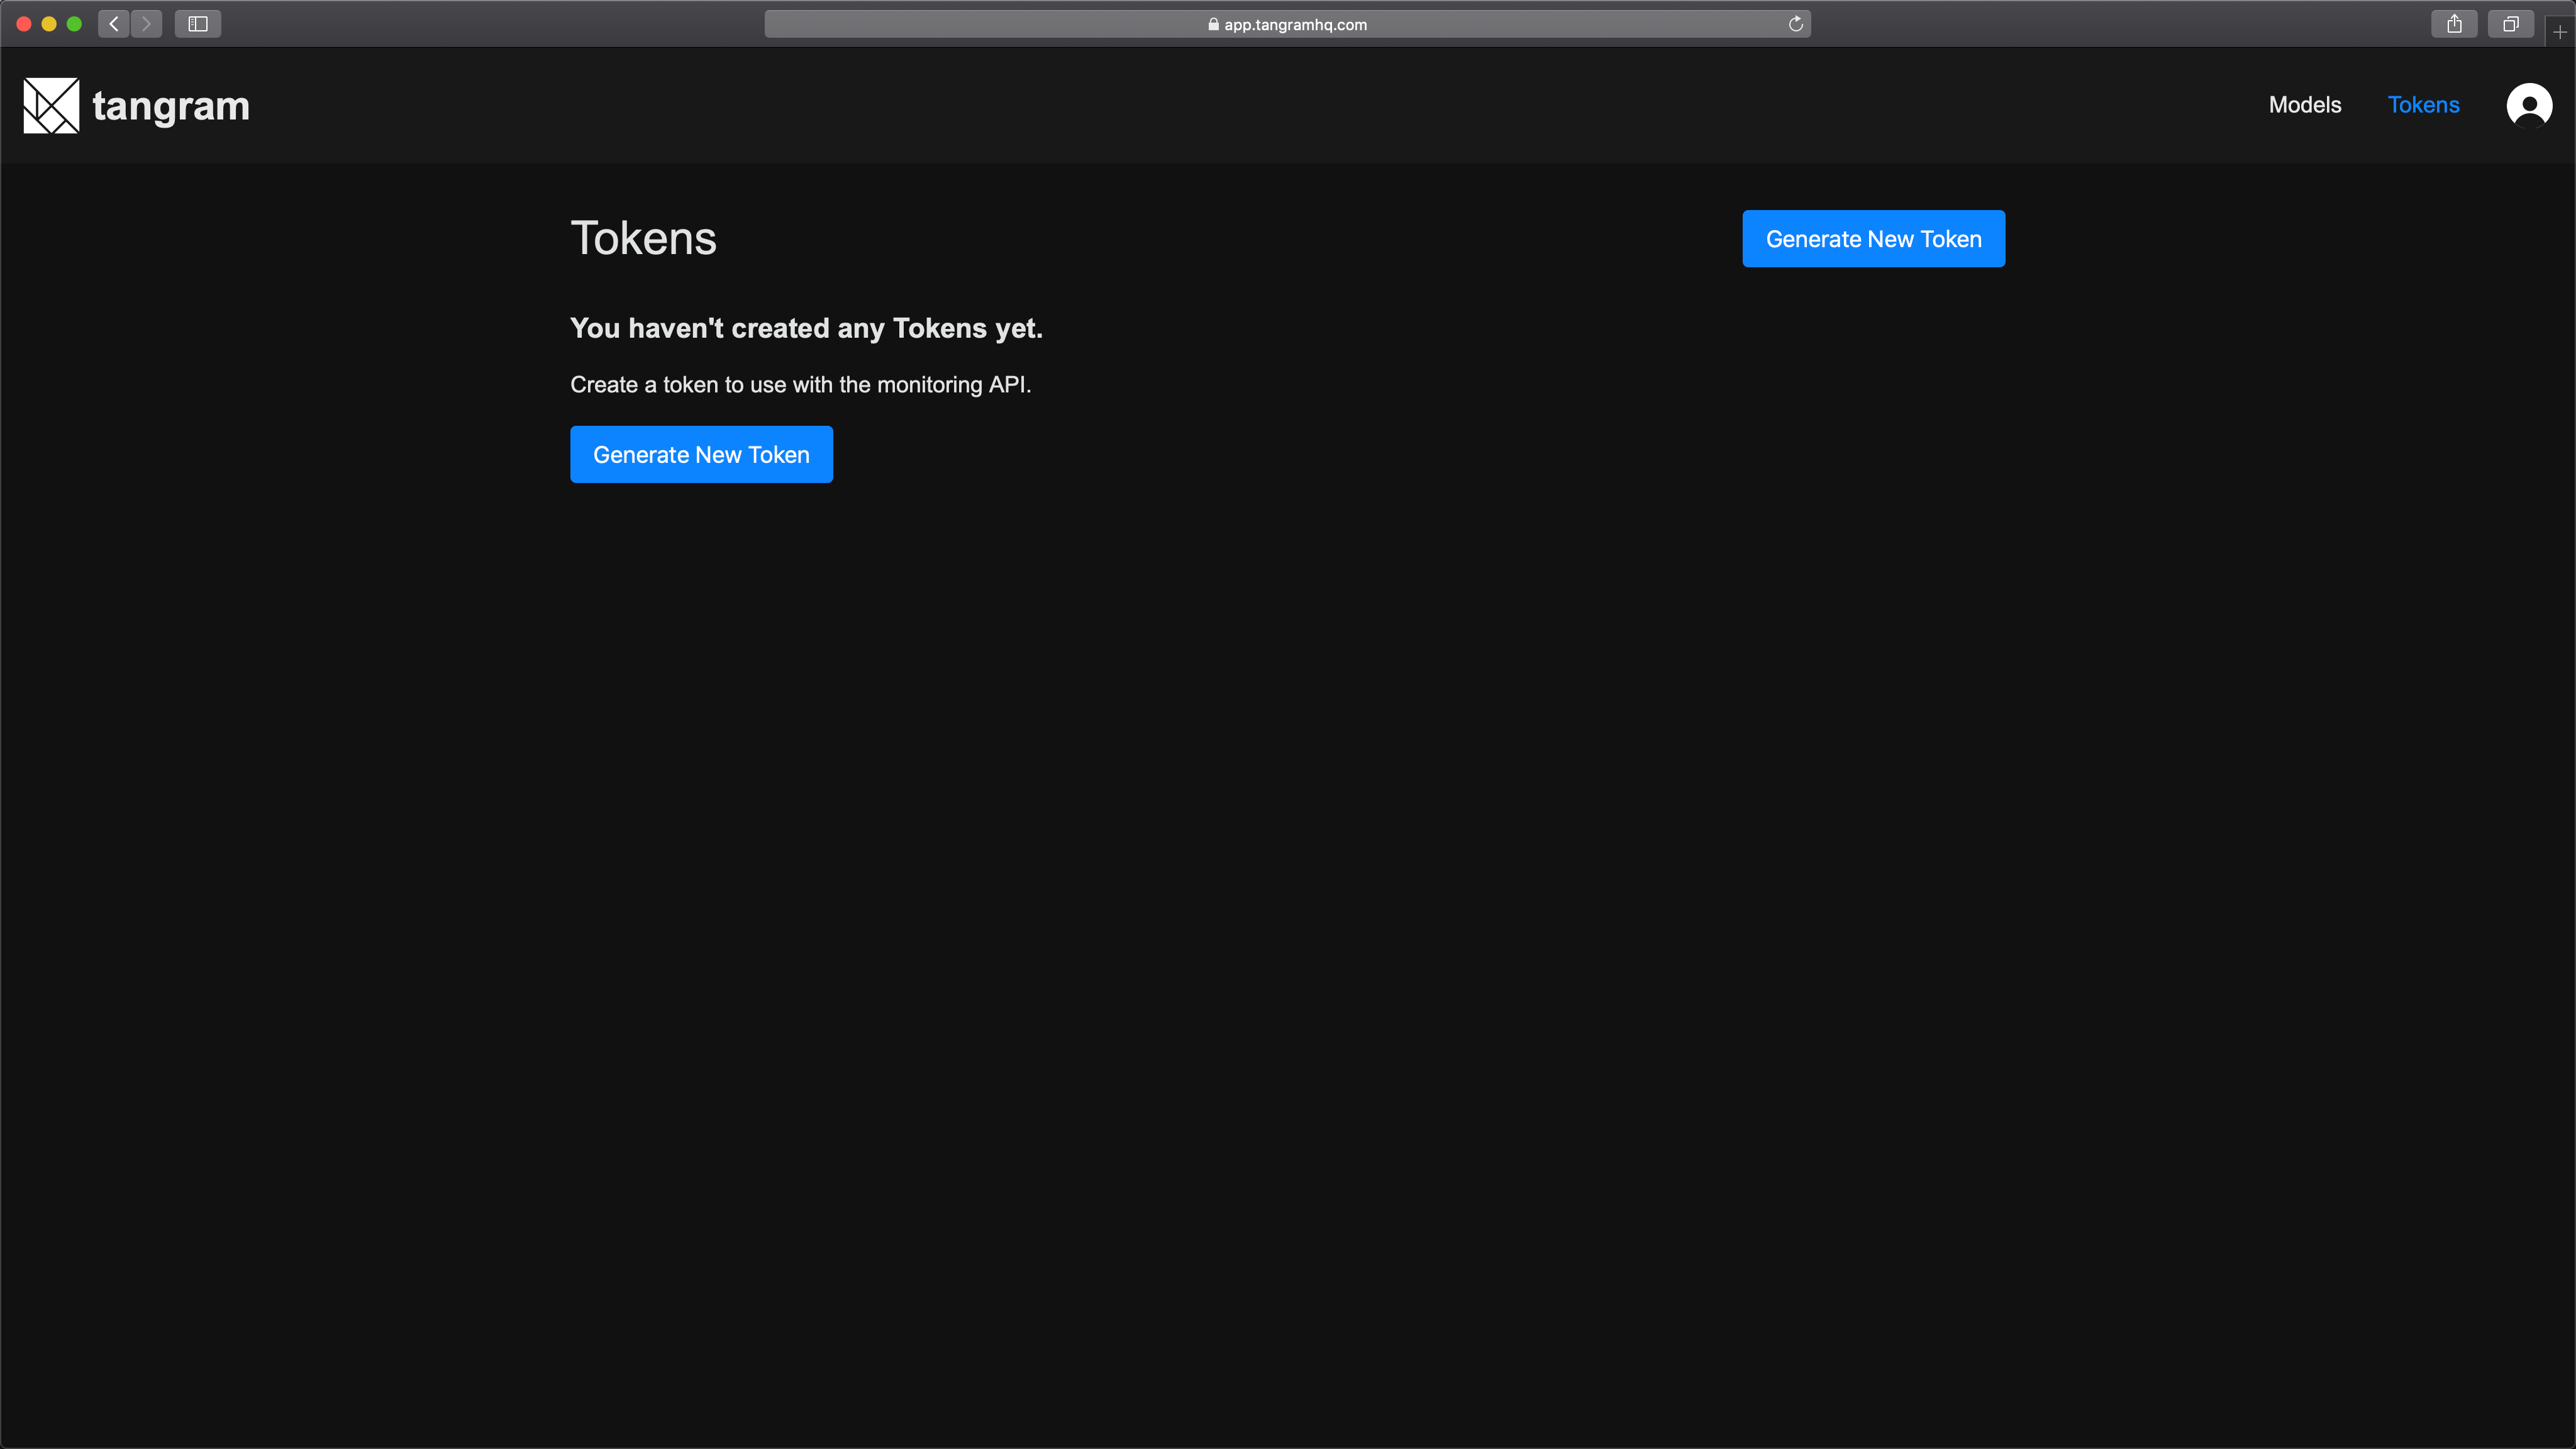 app.tangramhq.com
tangram
Models
Tokens
Tokens
Generate New Token
You haven't created any Tokens yet.
Create a token to use with the monitoring API.
Generate New Token